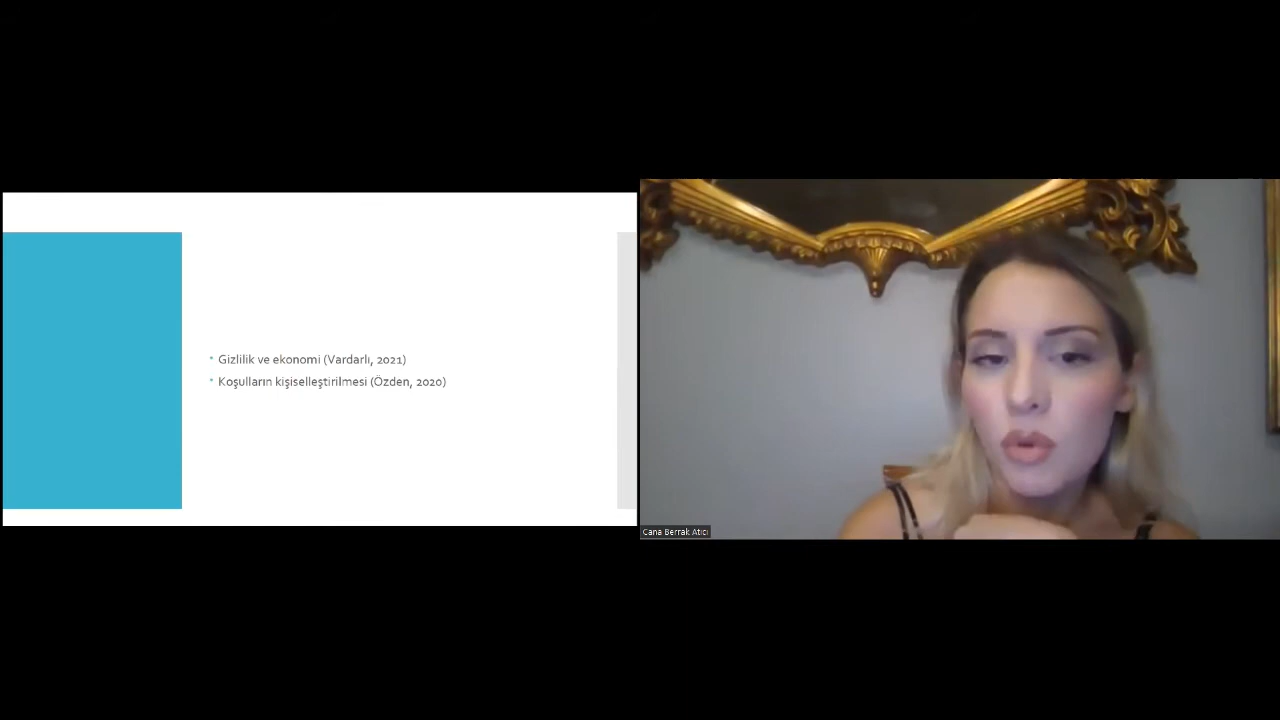 Gizlilik ve ekonomi (Vardarlı, 2021)
Koşulların kişiselleştirilmesi (Özden, 2020)
Cana Berrak Atıcı